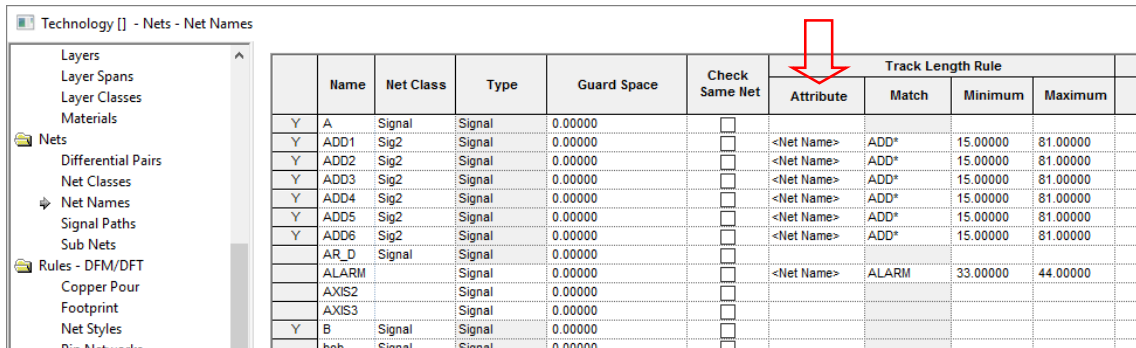 Technology [] - Nets - Net Names
Layers
Layer Spans
Layer Classes
Materials
Nets
Differential Pairs
Net Classes
Net Names
Signal Paths
Sub Nets
Rules - DFM/DFT
Copper Pour
Footprint
Net Styles
Name Net Class Type Guard Space Check Same Net Track Length Rule
Attribute Match Minimum Maximum
Y A Signal Signal 0.00000
Y ADD1 Sig2 Signal 0.00000 <Net Name> ADD* 15.00000 81.00000
Y ADD2 Sig2 Signal 0.00000 <Net Name> ADD* 15.00000 81.00000
Y ADD3 Sig2 Signal 0.00000 <Net Name> ADD* 15.00000 81.00000
Y ADD4 Sig2 Signal 0.00000 <Net Name> ADD* 15.00000 81.00000
Y ADD5 Sig2 Signal 0.00000 <Net Name> ADD* 15.00000 81.00000
Y ADD6 Sig2 Signal 0.00000 <Net Name> ADD* 15.00000 81.00000
AR_D Signal Signal 0.00000
ALARM Signal 0.00000 <Net Name> ALARM 33.00000 44.00000
AXIS2 Signal 0.00000
AXIS3 Signal 0.00000
Y B Signal Signal 0.00000